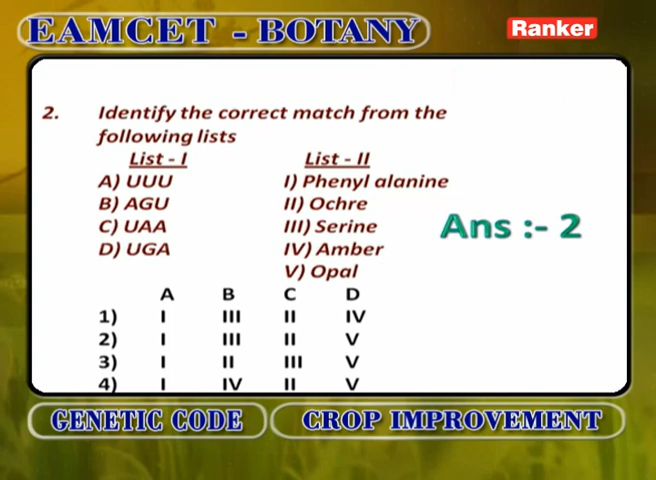 EAMCET - BOTANY
Ranker
2. Identify the correct match from the
following lists
List - I List - II
A) UUU I) Phenyl alanine
B) AGU II) Ochre
C) UAA III) Serine
D) UGA IV) Amber
V) Opal
Ans :- 2
A B C D
1) I III II IV
2) I III II V
3) I II III V
4) I IV II V
GENETIC CODE CROP IMPROVEMENT